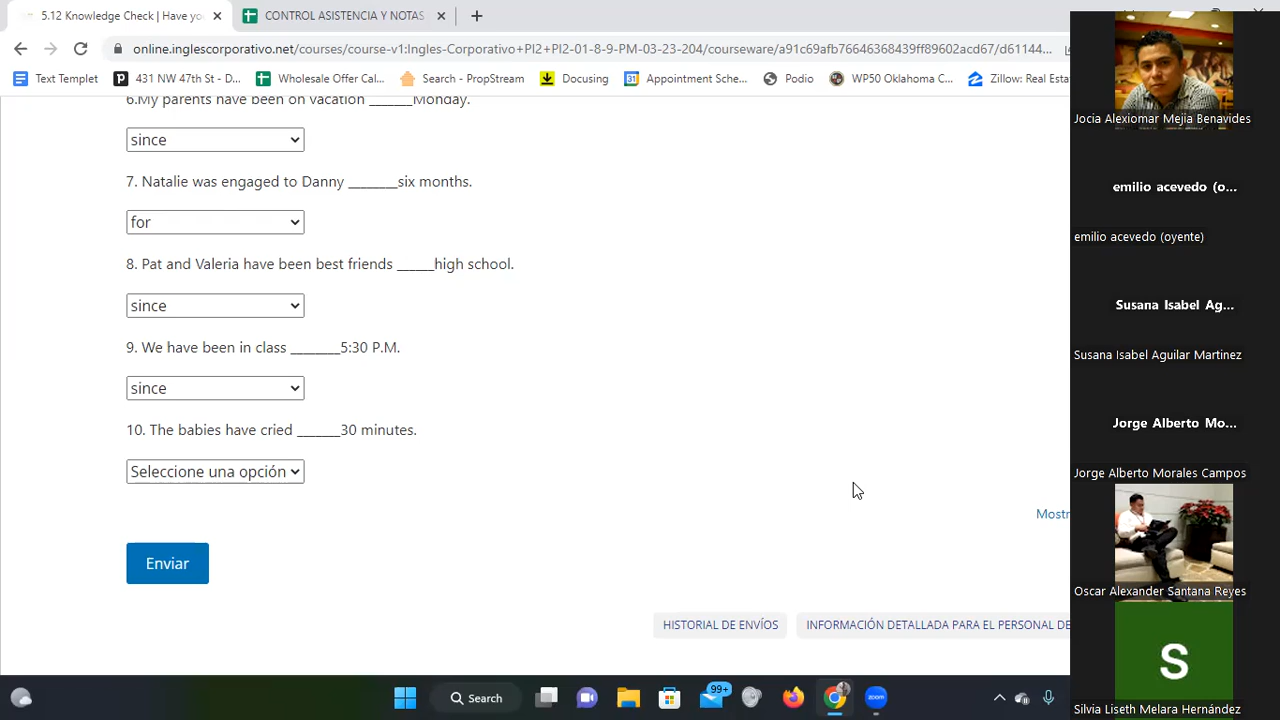 5.12 Knowledge Check | Have yo
CONTROL ASISTENCIA Y NOTAS
online.inglescorporativo.net/courses/course-v1:Ingles-Corporativo+PI2+PI2-01-8-9-PM-03-23-204/courseware/a91c69afb76646368439ff89602acd67/d61144...
Text Templet
431 NW 47th St - D...
Wholesale Offer Cal...
Search - PropStream
Docusing
Appointment Sche...
Podio
WP50 Oklahoma C...
Zillow: Real Esta
6.My parents have been on vacation _______Monday.
since
7. Natalie was engaged to Danny ________six months.
for
8. Pat and Valeria have been best friends ______high school.
since
9. We have been in class ________5:30 P.M.
since
10. The babies have cried _______30 minutes.
Seleccione una opción
Mostr
Enviar
HISTORIAL DE ENVÍOS
INFORMACIÓN DETALLADA PARA EL PERSONAL DE
Jocia Alexiomar Mejia Benavides
emilio acevedo (o...
emilio acevedo (oyente)
Susana Isabel Ag...
Susana Isabel Aguilar Martinez
Jorge Alberto Mo...
Jorge Alberto Morales Campos
Oscar Alexander Santana Reyes
S
Silvia Liseth Melara Hernández
Search
99+
zoom